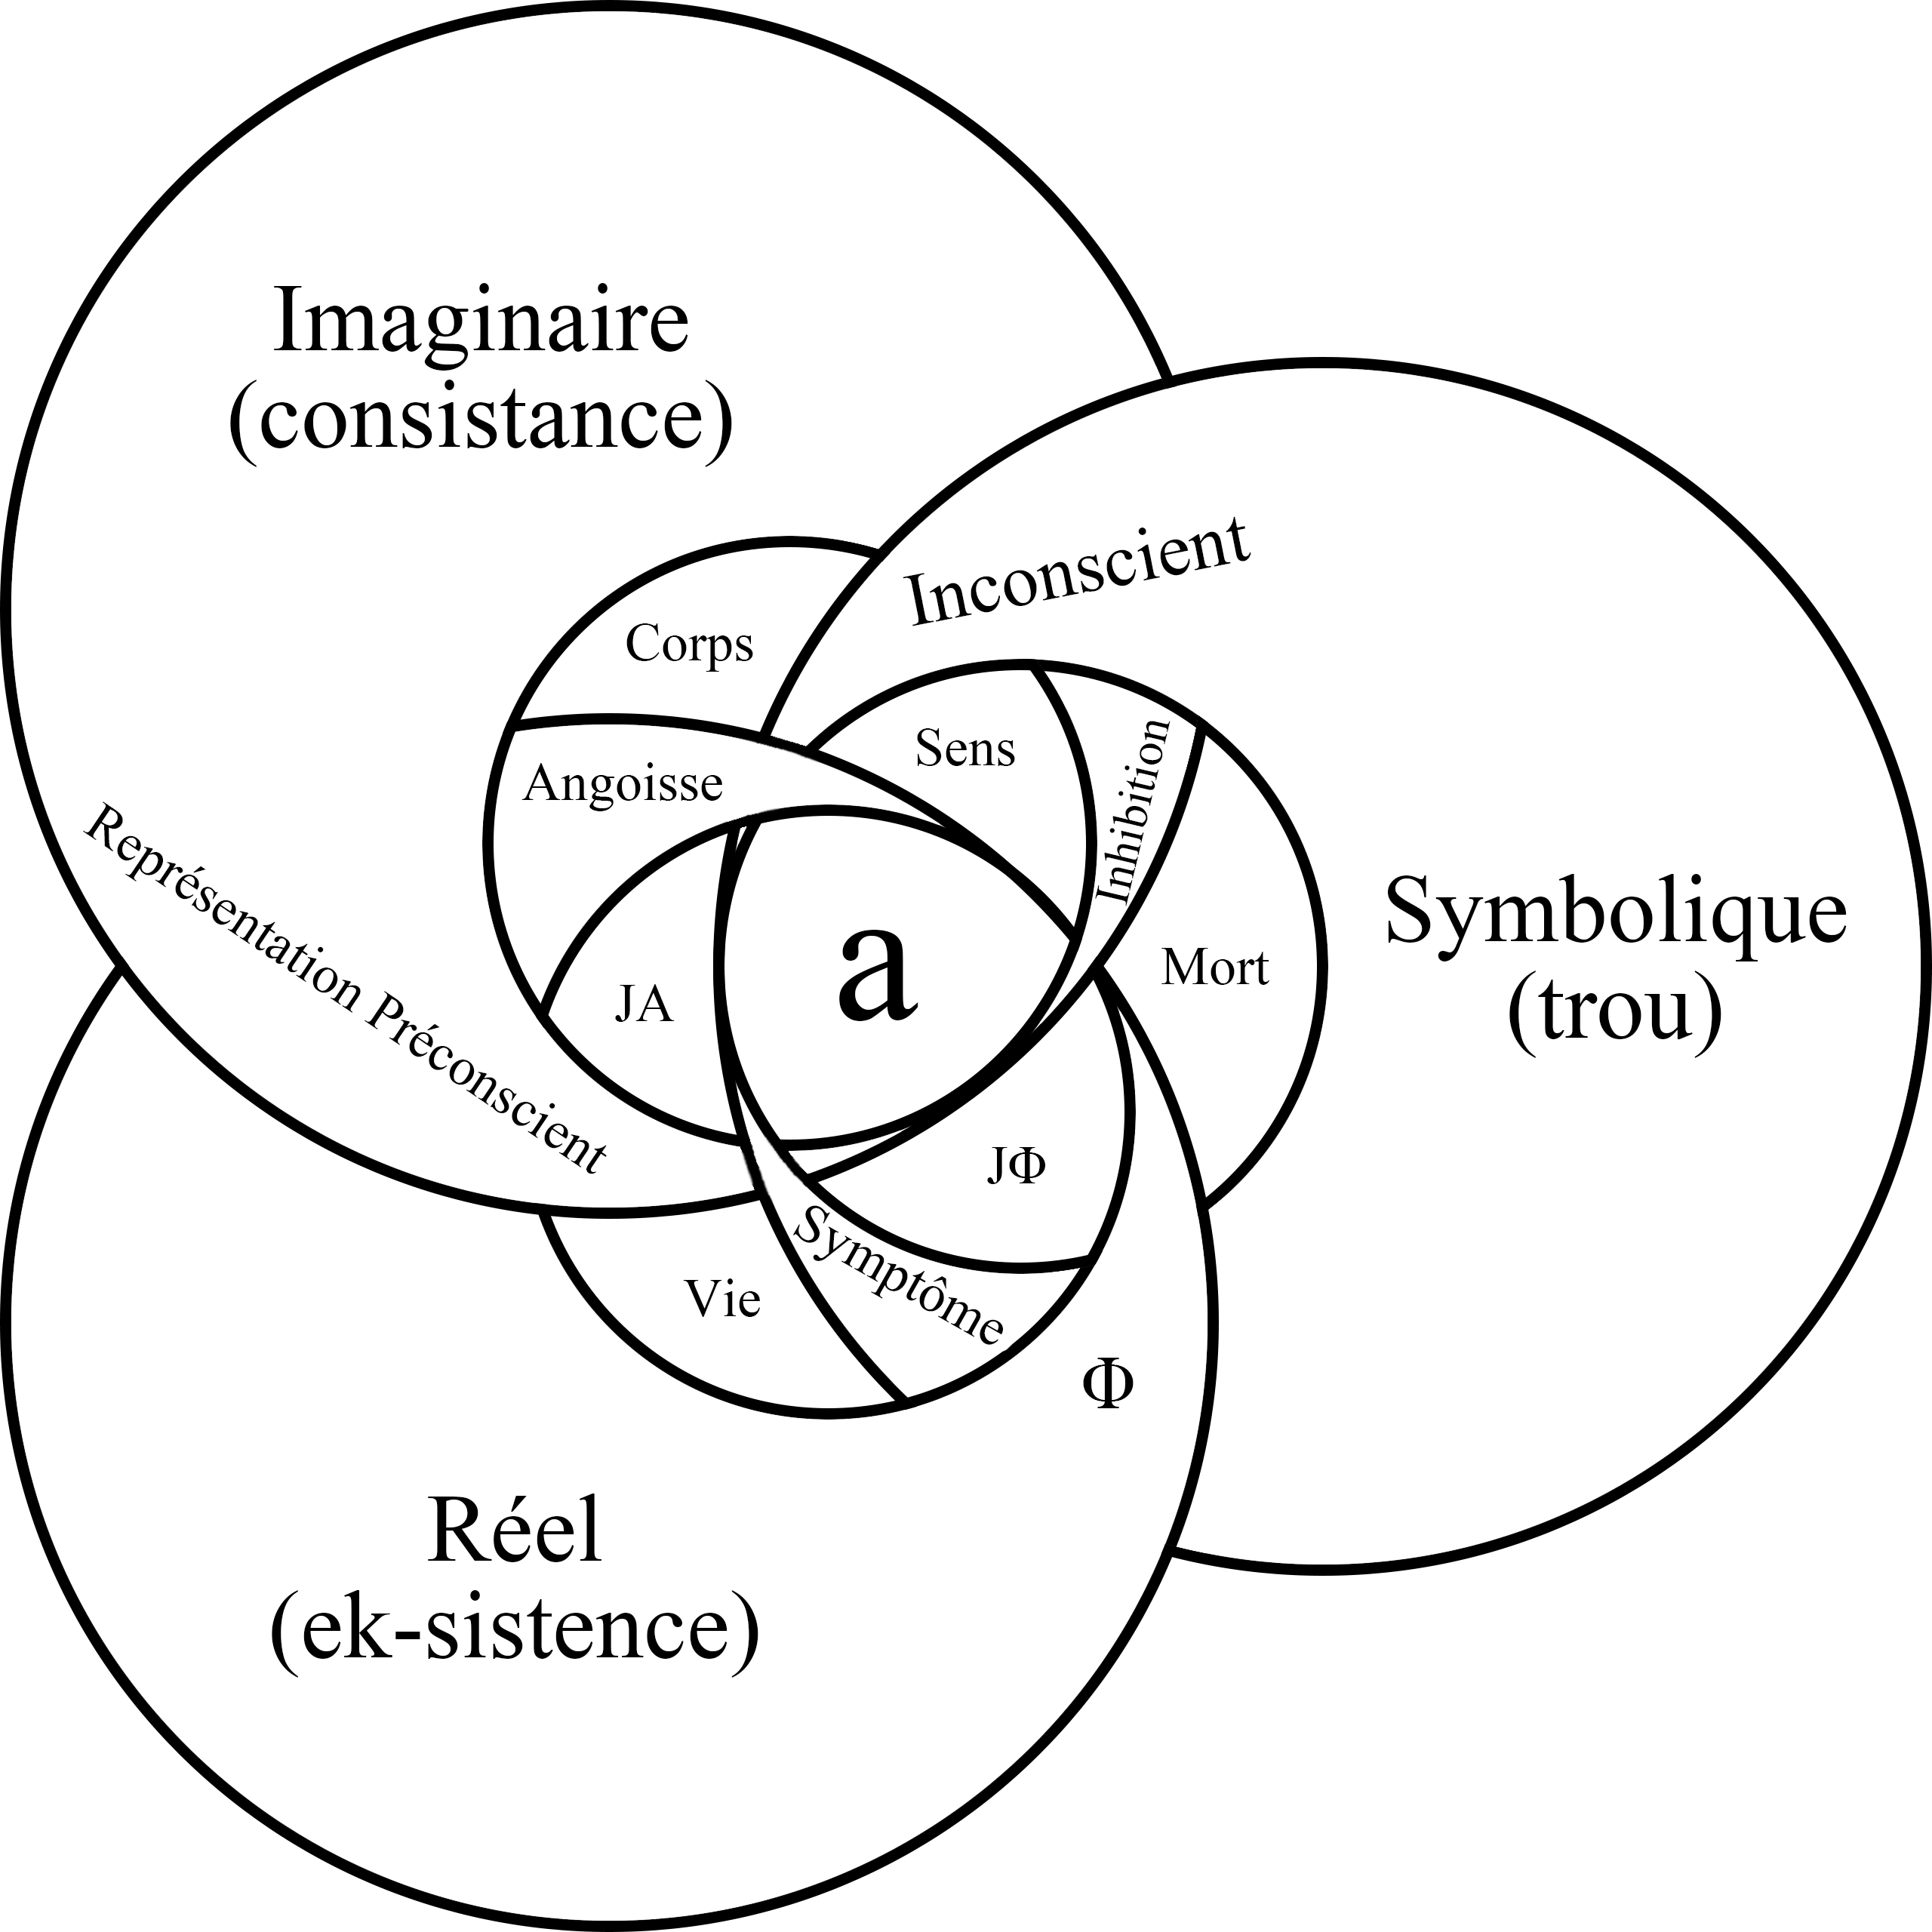 Imaginaire
(consistance)
Inconscient
Corps
Sens
Inhibition
Angoisse
Représentation Préconscient
Symbolique
(trou)
Mort
a
JA
JΦ
Symptôme
Vie
Φ
Réel
(ek-sistence)